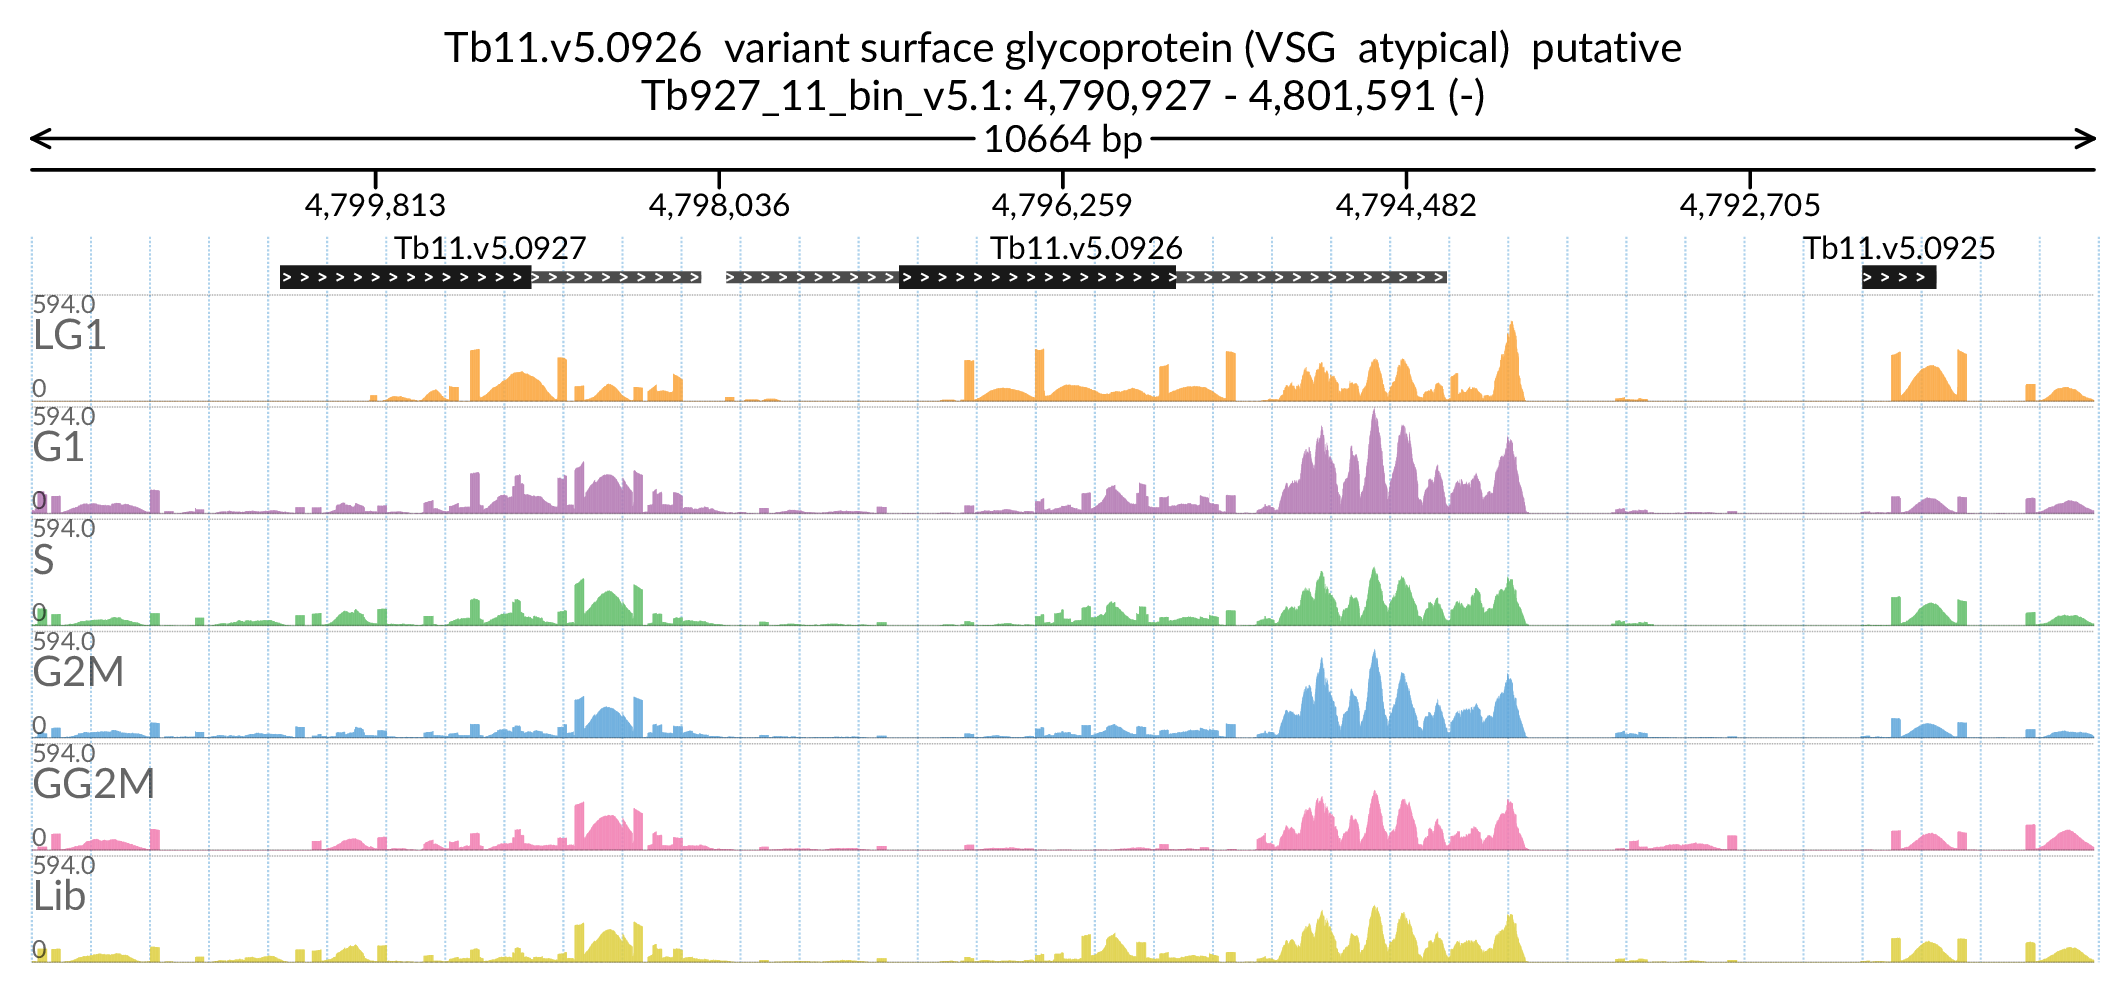 Tb11.v5.0926  variant surface glycoprotein (VSG  atypical)  putative
Tb927_11_bin_v5.1: 4,790,927 - 4,801,591 (-)
10664 bp
4,799,813 4,798,036 4,796,259 4,794,482 4,792,705
Tb11.v5.0927 Tb11.v5.0926 Tb11.v5.0925
594.0
LG1
0
594.0
G1
0
594.0
S
0
594.0
G2M
0
594.0
GG2M
0
594.0
Lib
0